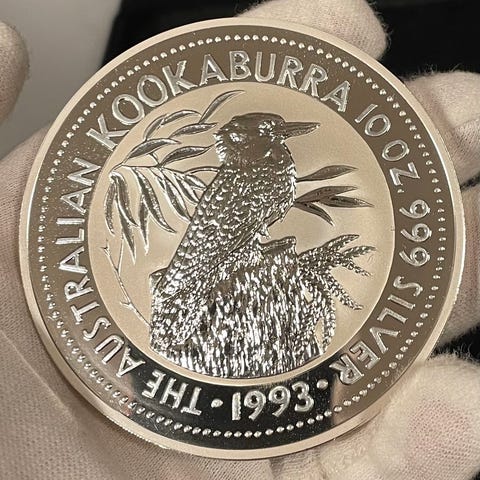 THE AUSTRALIAN KOOKABURRA 10 OZ 999 SILVER
· 1993 ·